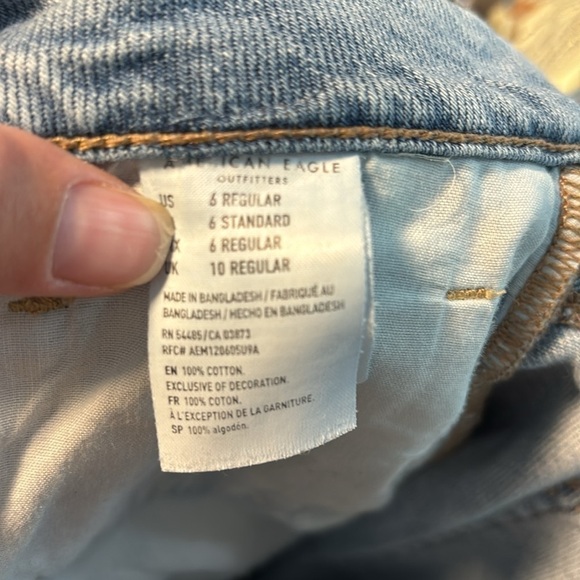 AMERICAN EAGLE
OUTFITTERS
US 6 REGULAR
6 STANDARD
6 REGULAR
UK 10 REGULAR
MADE IN BANGLADESH / FABRIQUÉ AU
BANGLADESH / HECHO EN BANGLADESH
RN 54485/CA 03873
RFC# AEM120605U9A
EN 100% COTTON.
EXCLUSIVE OF DECORATION.
FR 100% COTON.
À L'EXCEPTION DE LA GARNITURE.
SP 100% algodón.